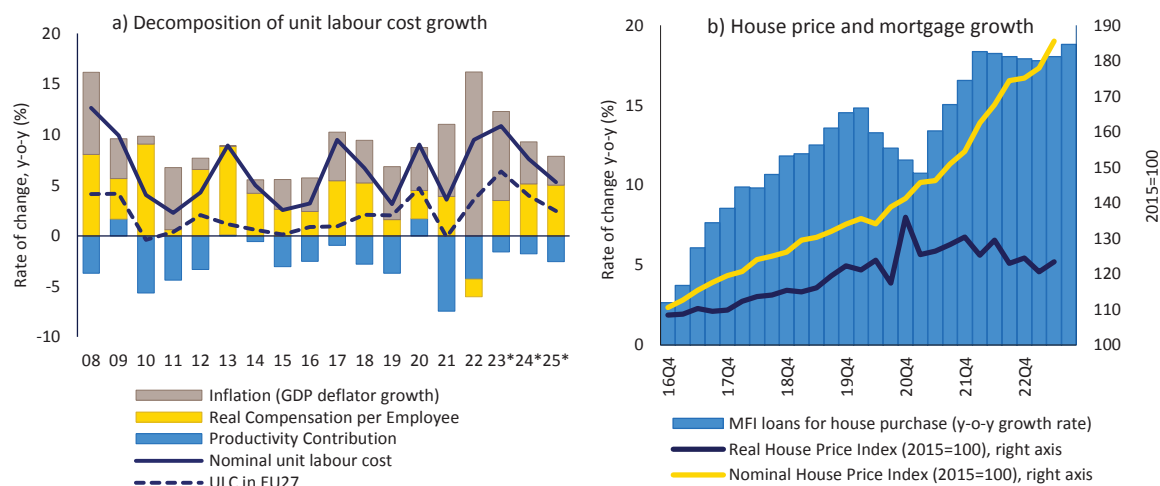 a) Decomposition of unit labour cost growth
Rate of change, y-o-y (%)
20
15
10
5
0
-5
-10
08 09 10 11 12 13 14 15 16 17 18 19 20 21 22 23* 24* 25*
Inflation (GDP deflator growth)
Real Compensation per Employee
Productivity Contribution
Nominal unit labour cost
ULC in EU27
b) House price and mortgage growth
Rate of change y-o-y (%)
20
15
10
5
0
190
180
170
160
150
140
130
120
110
100
2015=100
16Q4 17Q4 18Q4 19Q4 20Q4 21Q4 22Q4
MFI loans for house purchase (y-o-y growth rate)
Real House Price Index (2015=100), right axis
Nominal House Price Index (2015=100), right axis